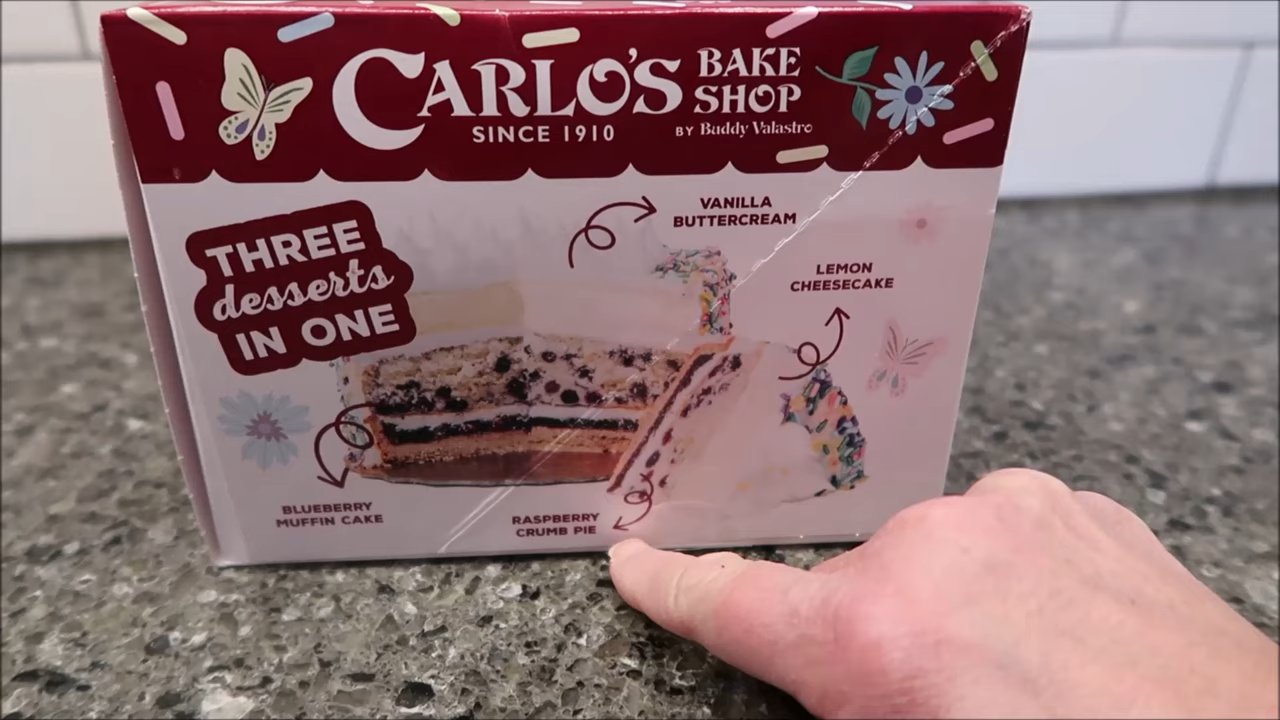 CARLO'S BAKE SHOP
SINCE 1910
BY Buddy Valastro
THREE
desserts
IN ONE
VANILLA
BUTTERCREAM
LEMON
CHEESECAKE
BLUEBERRY
MUFFIN CAKE
RASPBERRY
CRUMB PIE